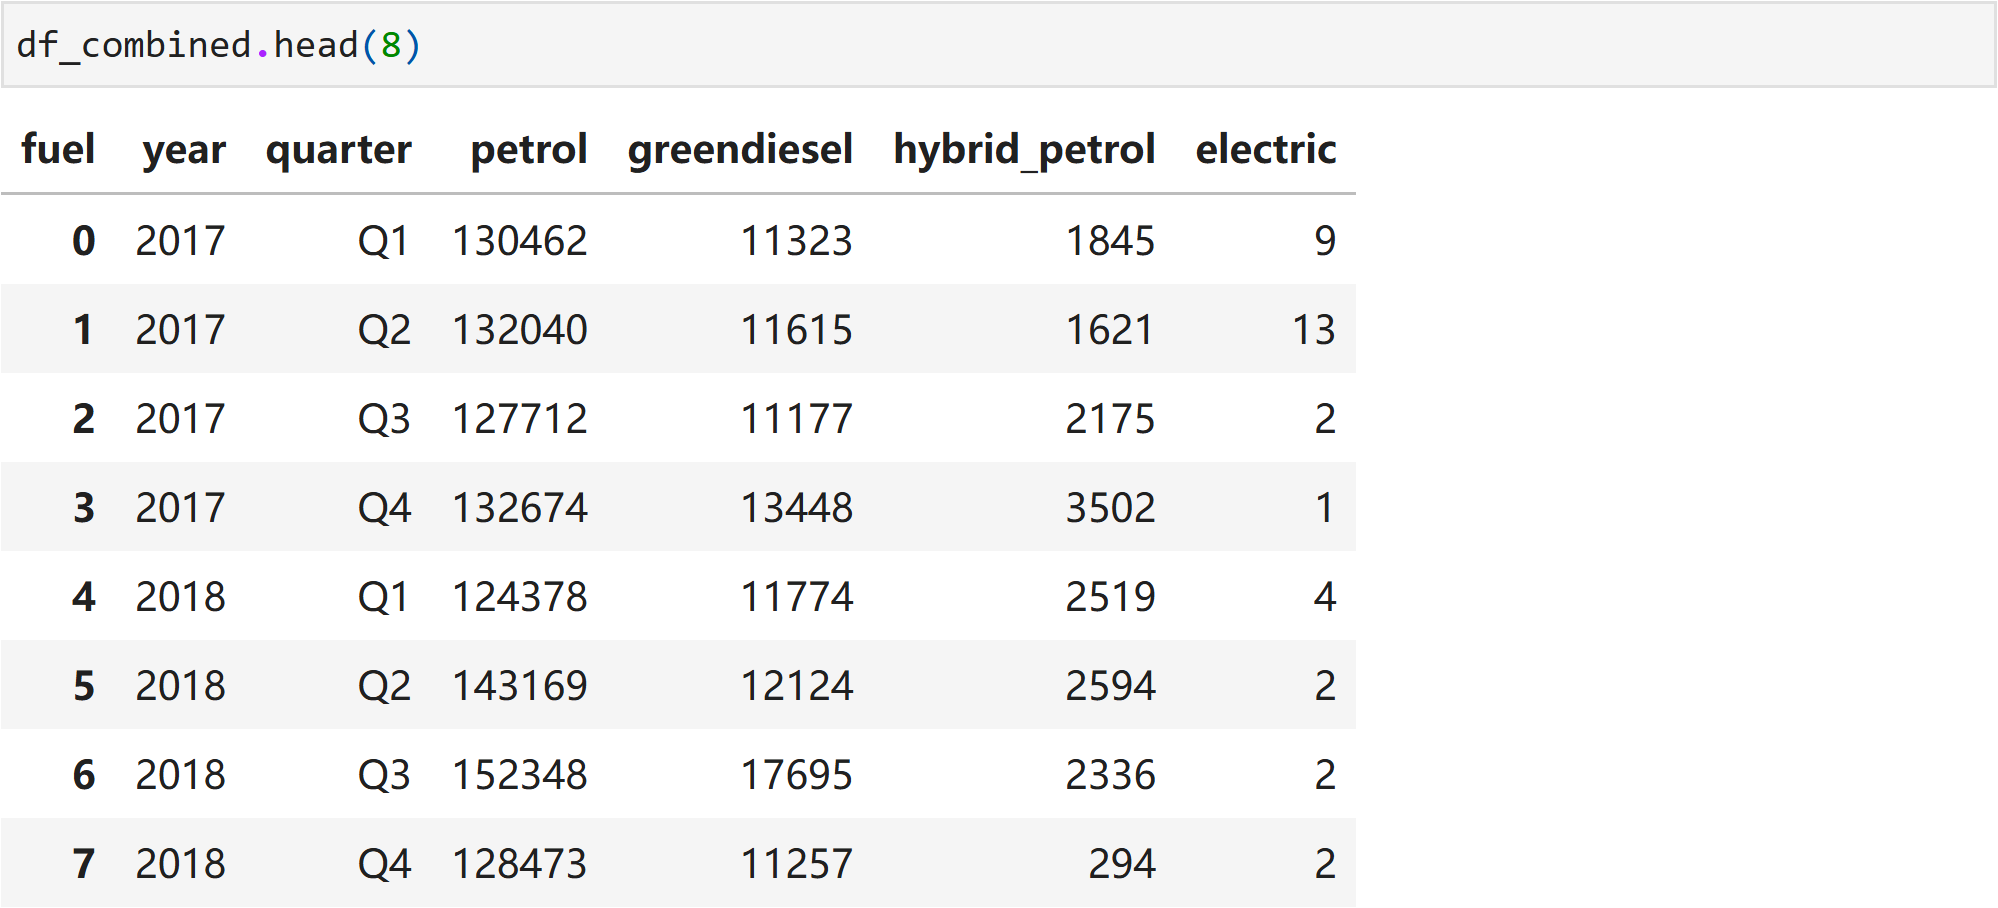 df_combined.head(8)
fuel year quarter petrol greendiesel hybrid_petrol electric
0 2017 Q1 130462 11323 1845 9
1 2017 Q2 132040 11615 1621 13
2 2017 Q3 127712 11177 2175 2
3 2017 Q4 132674 13448 3502 1
4 2018 Q1 124378 11774 2519 4
5 2018 Q2 143169 12124 2594 2
6 2018 Q3 152348 17695 2336 2
7 2018 Q4 128473 11257 294 2